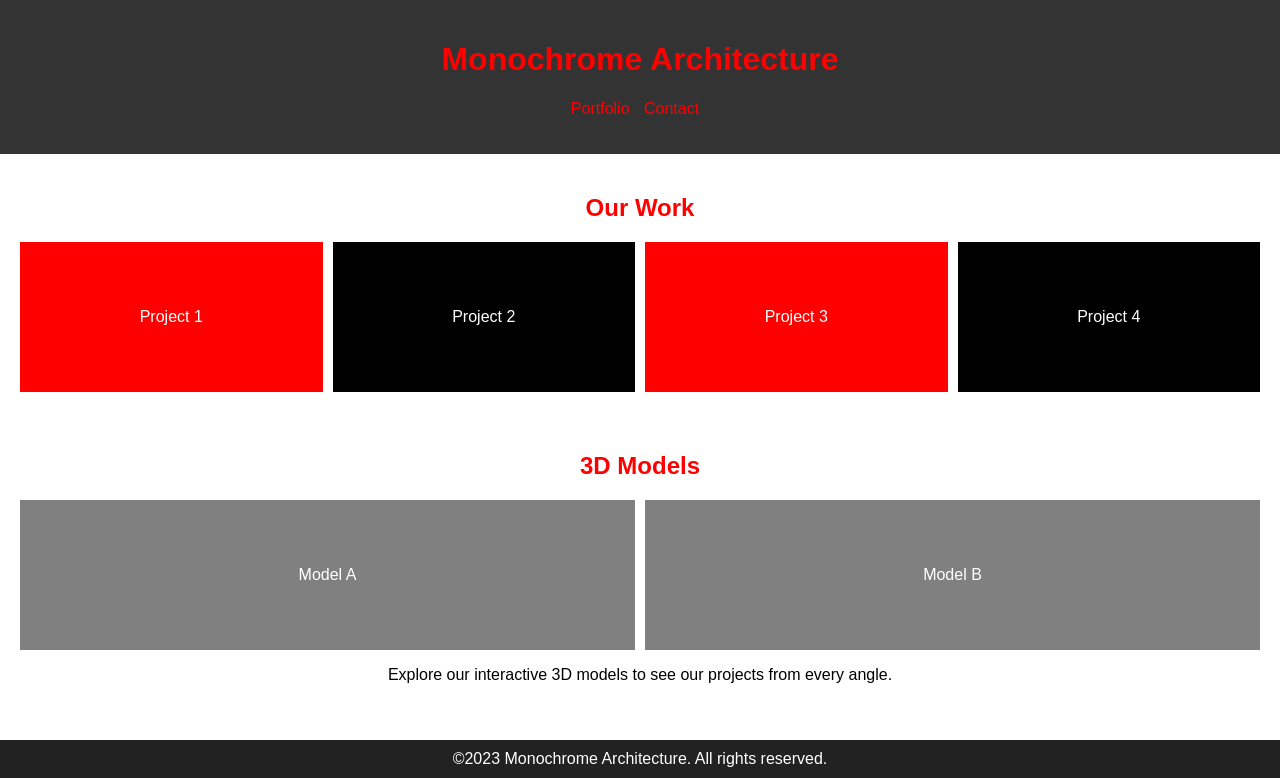 Monochrome Architecture
Portfolio Contact
Our Work
Project 1 Project 2 Project 3 Project 4
3D Models
Model A Model B
Explore our interactive 3D models to see our projects from every angle.
©2023 Monochrome Architecture. All rights reserved.